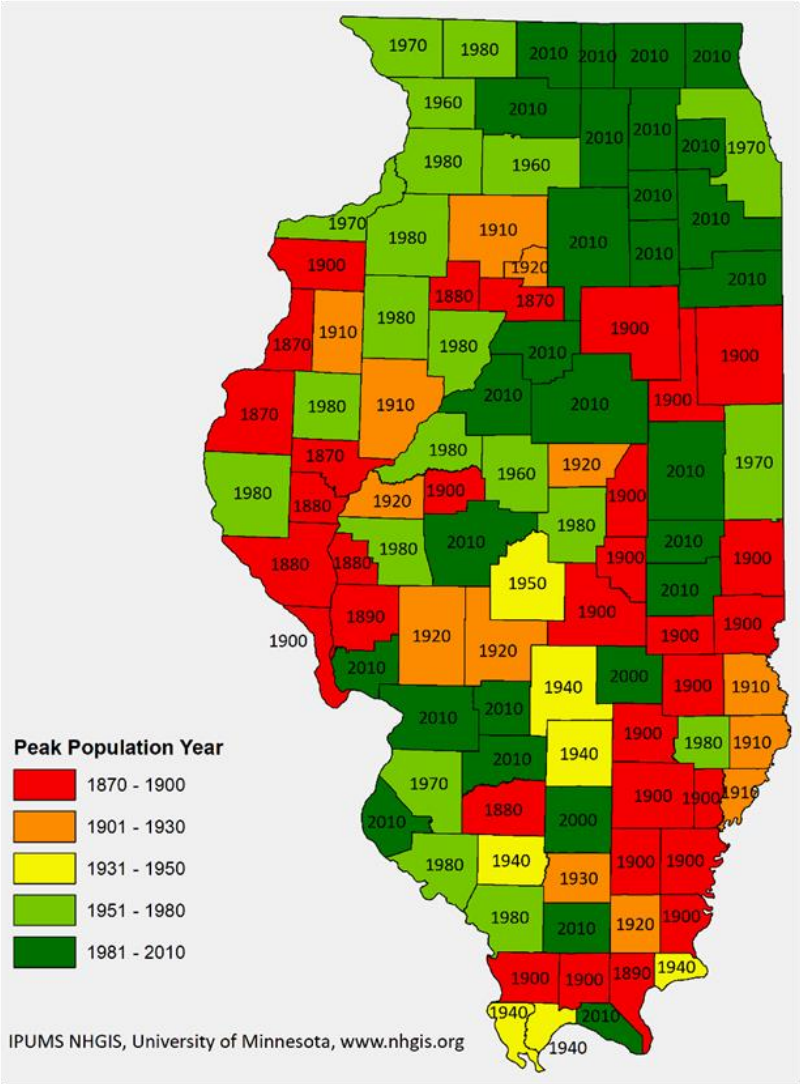 1970 1980 2010 2010 2010 2010
1960 2010 2010 2010 2010 1970
1980 1960
2010
1970 1980 1910 2010 2010 2010
1900 1920 2010
1880 1870
1870 1910 1980 1980 2010 1900 1900
1870 1980 1910 2010 2010 1900
1870 1980 1960 1920 2010 1970
1980 1880 1920 1900 1980 1900
1880 1880 1980 2010 1900 2010 1900
1950 2010
1890 1920 1920 1900 1900 1900
1900
2010 1940 2000 1900 1910
2010 2010 1900 1980 1910
2010 1940
Peak Population Year
1870 - 1900
1901 - 1930
1931 - 1950
1951 - 1980
1981 - 2010
1970 1880 1900 1900 1910
2010 2000
1980 1940 1930 1900 1900
1980 2010 1920 1900
1900 1900 1890 1940
1940 2010
1940
IPUMS NHGIS, University of Minnesota, www.nhgis.org